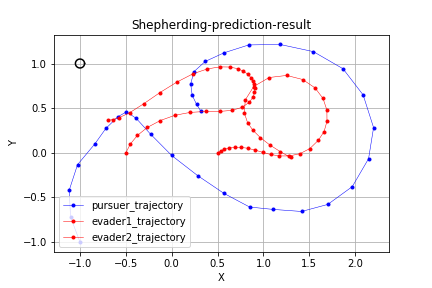 Shepherding-prediction-result
Y
1.0
0.5
0.0
−0.5
−1.0
pursuer_trajectory
evader1_trajectory
evader2_trajectory
−1.0 −0.5 0.0 0.5 1.0 1.5 2.0
X